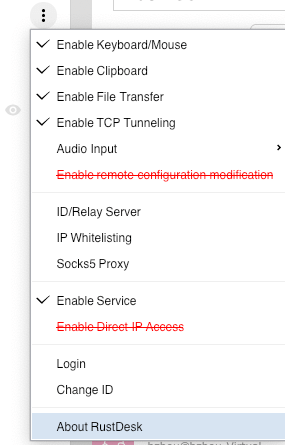 Enable Keyboard/Mouse
Enable Clipboard
Enable File Transfer
Enable TCP Tunneling
Audio Input
Enable remote configuration modification
ID/Relay Server
IP Whitelisting
Socks5 Proxy
Enable Service
Enable Direct IP Access
Login
Change ID
About RustDesk